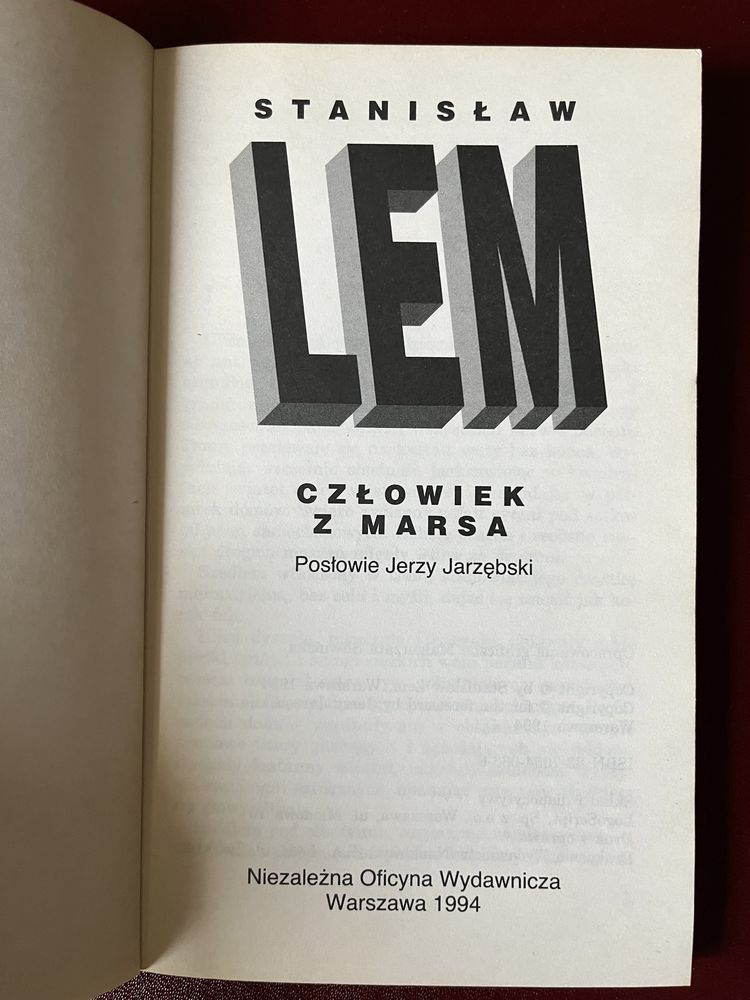 STANISŁAW
LEM
CZŁOWIEK
Z MARSA
Posłowie Jerzy Jarzębski
Niezależna Oficyna Wydawnicza
Warszawa 1994